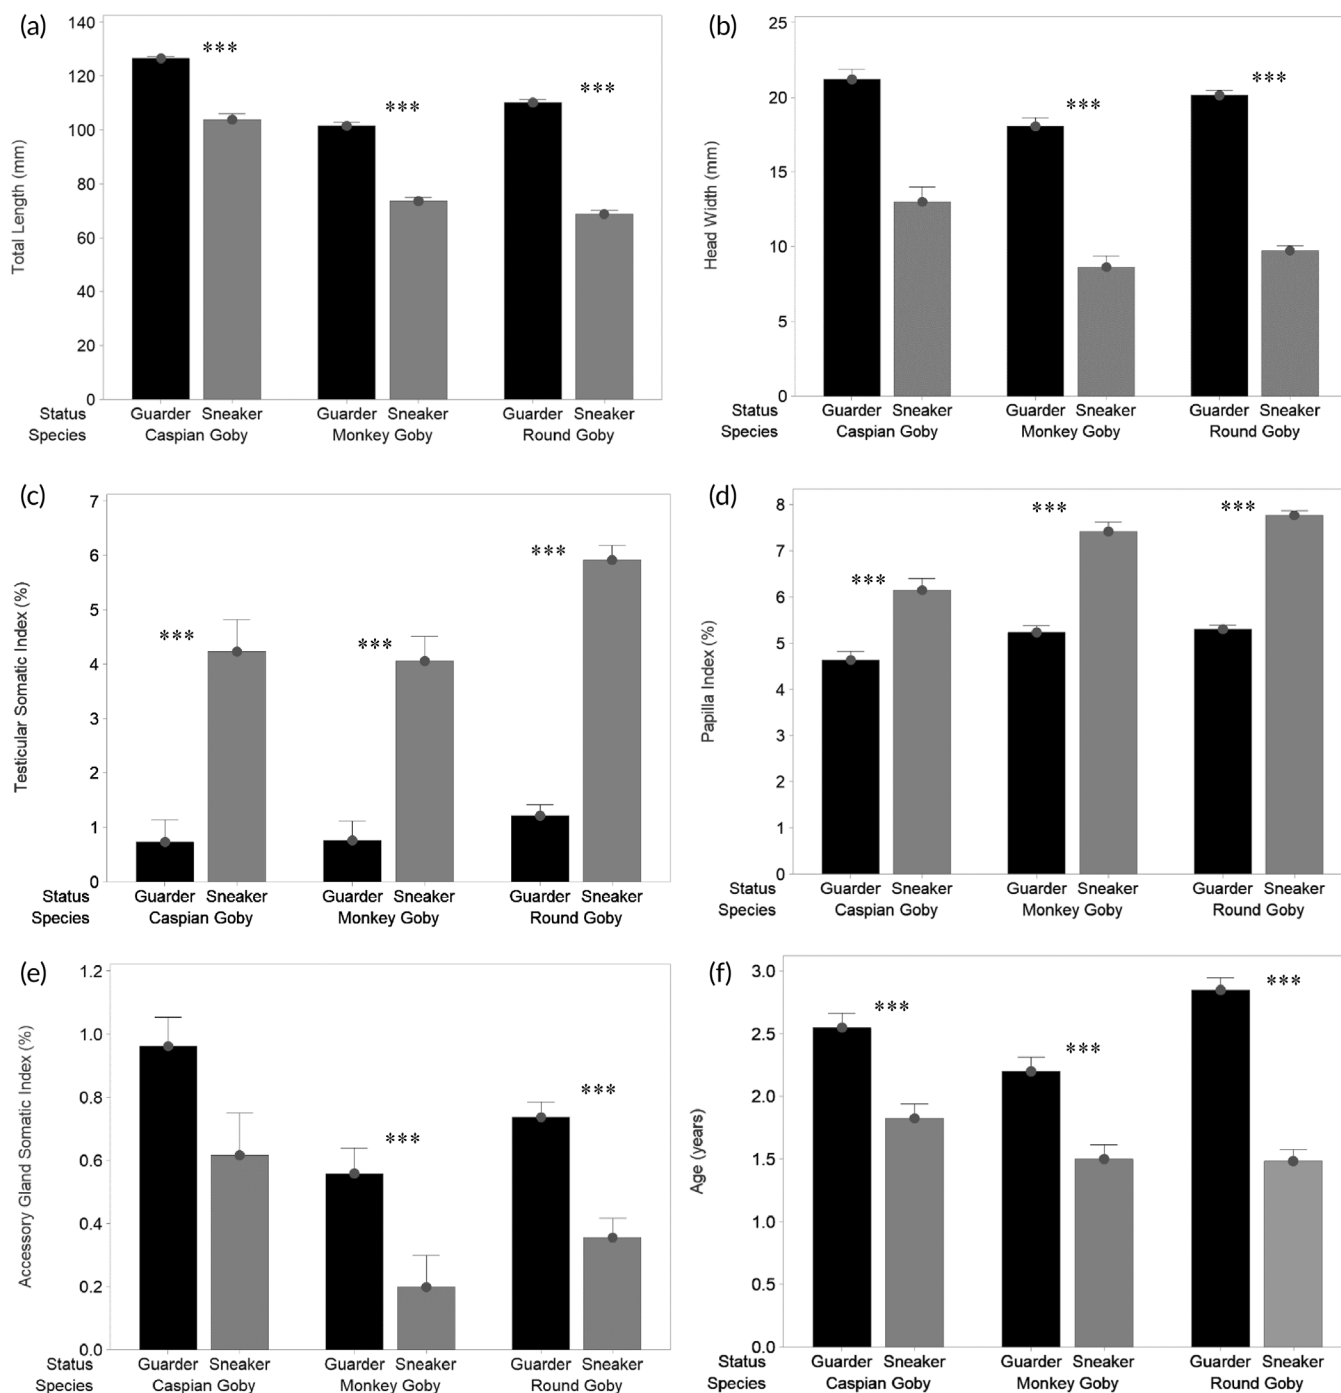 (a)
Total Length (mm)
140
120
100
80
60
40
20
0
***
***
***
Status Guarder Sneaker Guarder Sneaker Guarder Sneaker
Species Caspian Goby Monkey Goby Round Goby
(b)
Head Width (mm)
25
20
15
10
5
0
***
***
Status Guarder Sneaker Guarder Sneaker Guarder Sneaker
Species Caspian Goby Monkey Goby Round Goby
(c)
Testicular Somatic Index (%)
7
6
5
4
3
2
1
0
***
***
***
Status Guarder Sneaker Guarder Sneaker Guarder Sneaker
Species Caspian Goby Monkey Goby Round Goby
(d)
Papilla Index (%)
8
7
6
5
4
3
2
1
0
***
***
***
Status Guarder Sneaker Guarder Sneaker Guarder Sneaker
Species Caspian Goby Monkey Goby Round Goby
(e)
Accessory Gland Somatic Index (%)
1.2
1.0
0.8
0.6
0.4
0.2
0.0
***
***
Status Guarder Sneaker Guarder Sneaker Guarder Sneaker
Species Caspian Goby Monkey Goby Round Goby
(f)
Age (years)
3.0
2.5
2.0
1.5
1.0
0.5
0.0
***
***
***
Status Guarder Sneaker Guarder Sneaker Guarder Sneaker
Species Caspian Goby Monkey Goby Round Goby